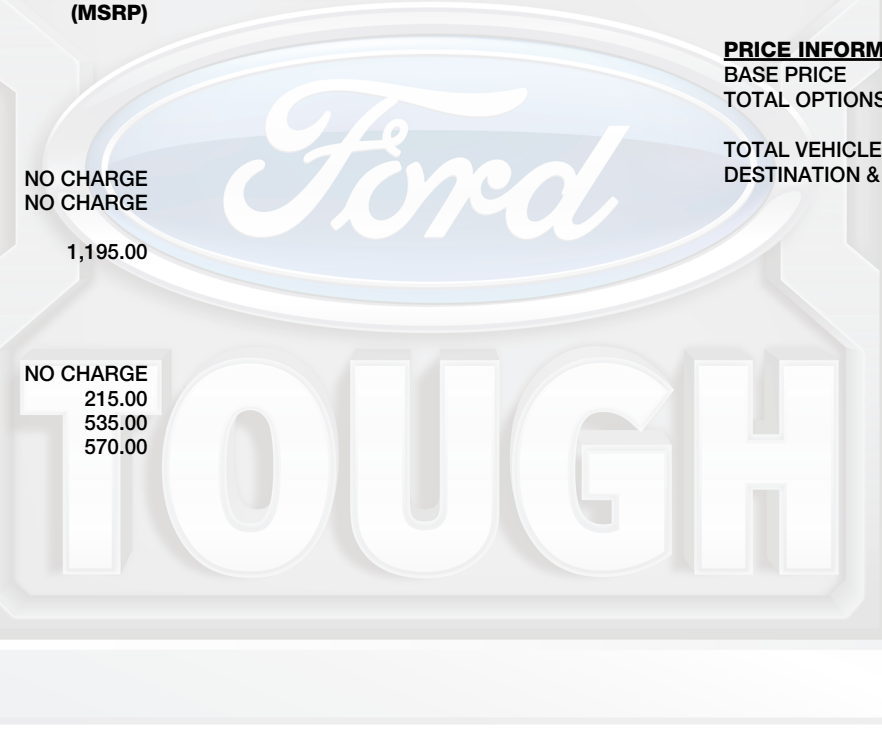 (MSRP)
NO CHARGE
NO CHARGE
1,195.00
NO CHARGE
215.00
535.00
570.00
PRICE INFORM
BASE PRICE
TOTAL OPTIONS
TOTAL VEHICLE
DESTINATION &
Ford
TOUGH